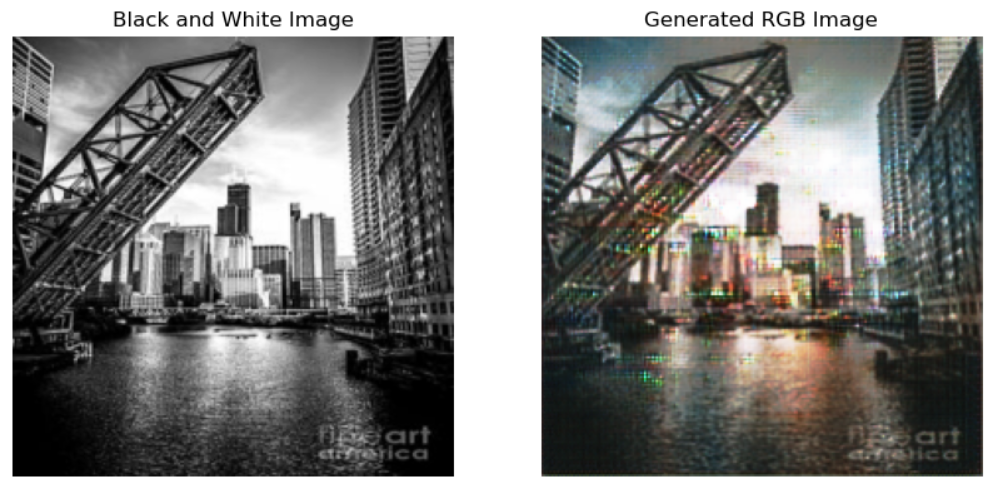 Black and White Image
Generated RGB Image
fine art
america
fine art
america